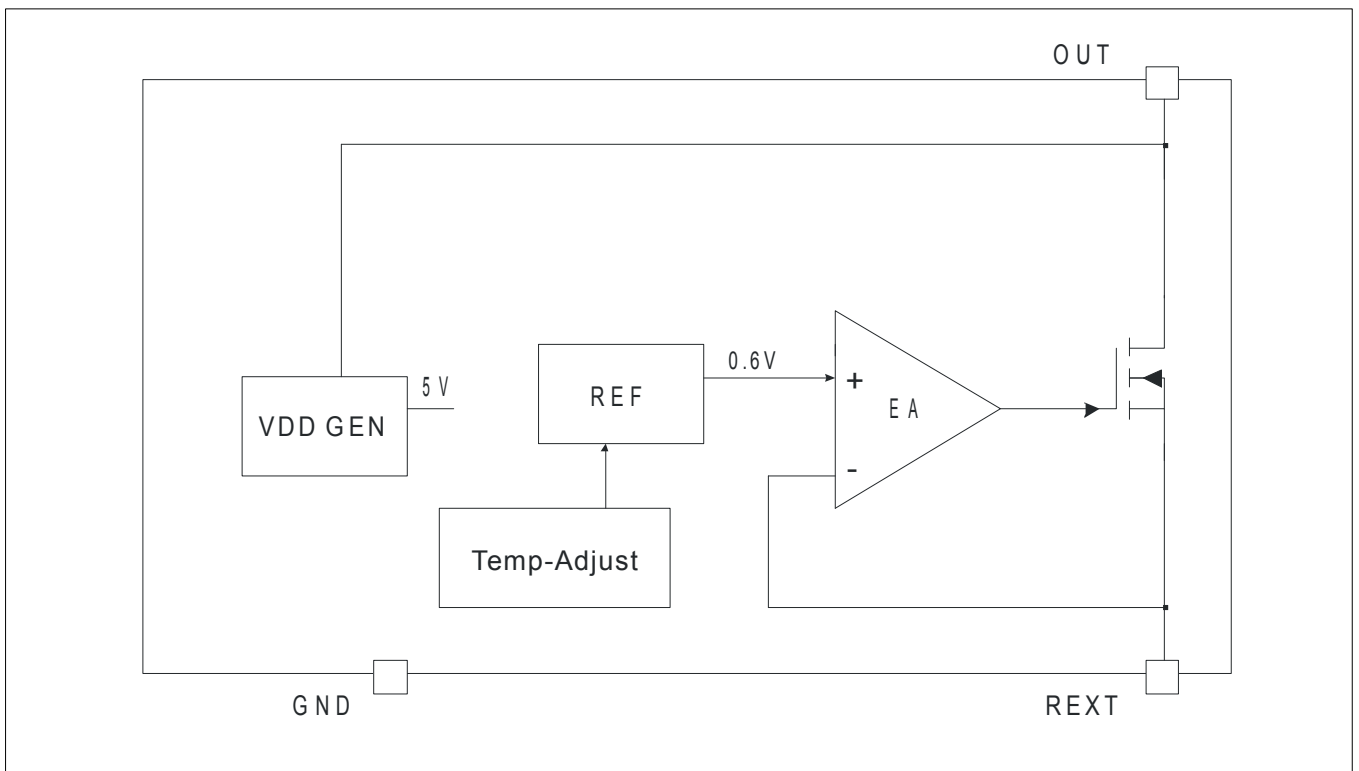 OUT
0.6V
5V
REF
+
EA
VDD GEN
-
Temp-Adjust
GND
REXT